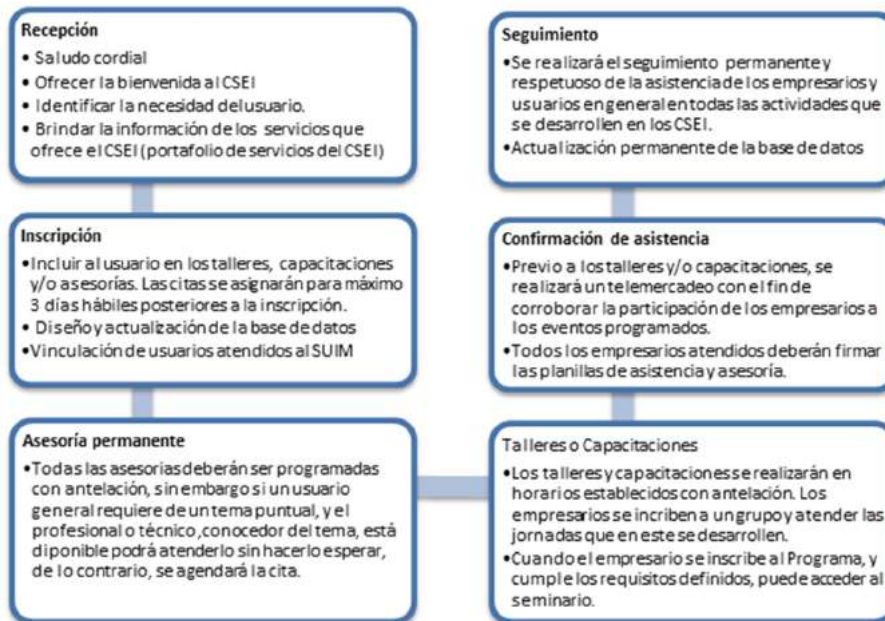 Recepción
• Saludo cordial
• Ofrecer la bienvenida al CSEI
• Identificar la necesidad del usuario.
• Brindar la información de los servicios que
ofrece el CSEI (portafolio de servicios del CSEI)
Inscripción
•Incluir al usuario en los talleres, capacitaciones
y/o asesorías. Las citas se asignarán para máximo
3 días hábiles posteriores a la inscripción.
• Diseño y actualización de la base de datos
•Vinculación de usuarios atendidos al SUIM
Asesoría permanente
•Todas las asesorias deberán ser programadas
con antelación, sin embargo si un usuario
general requiere de un tema puntual, y el
profesional o técnico ,conocedor del tema, está
diponible podrá atenderlo sin hacerlo esperar,
de lo contrario, se agendará la cita.
Talleres o Capacitaciones
•Los talleres y capacitaciones se realizarán en
horarios establecidos con antelación. Los
empresarios se incriben a un grupo y atender las
jornadas que en este se desarrollen.
•Cuando el empresario se inscribe al Programa, y
cumple los requisitos definidos, puede acceder al
seminario.
Confirmación de asistencia
•Previo a los talleres y/o capacitaciones, se
realizará un telemercadeo con el fin de
corroborar la participación de los empresarios a
los eventos programados.
•Todos los empresarios atendidos deberán firmar
las planillas de asistencia y asesoría.
Seguimiento
•Se realizará el seguimiento permanente y
respetuoso de la asistencia de los empresarios y
usuarios en general en todas las actividades que
se desarrollen en los CSEI.
•Actualización permanente de la base de datos